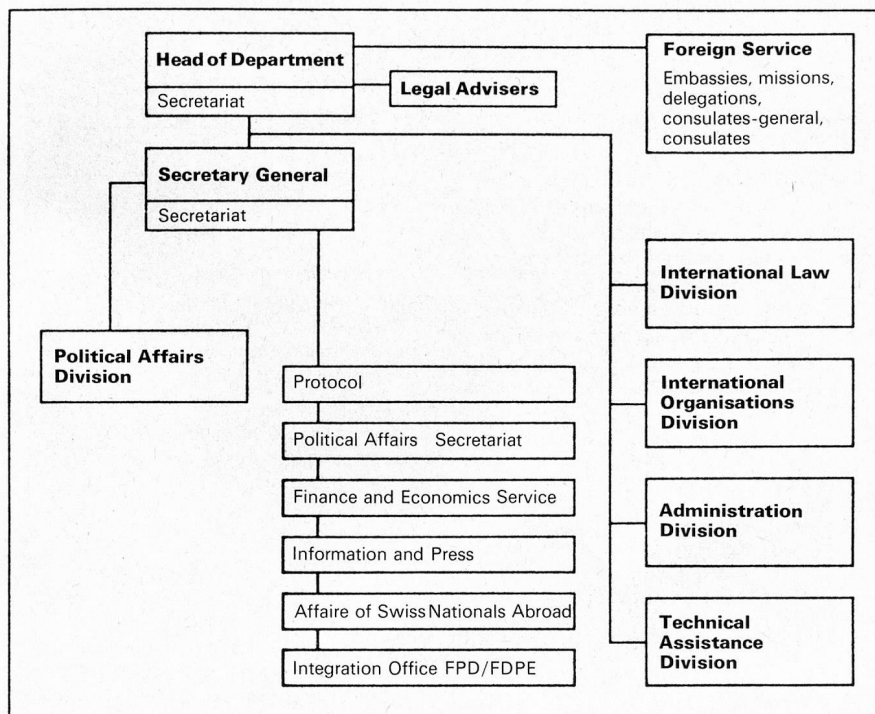 Head of Department
Secretariat
Legal Advisers
Foreign Service
Embassies, missions,
delegations,
consulates-general,
consulates
Secretary General
Secretariat
Political Affairs
Division
Protocol
Political Affairs Secretariat
Finance and Economics Service
Information and Press
Affaire of Swiss Nationals Abroad
Integration Office FPD/FDPE
International Law
Division
International
Organisations
Division
Administration
Division
Technical
Assistance
Division